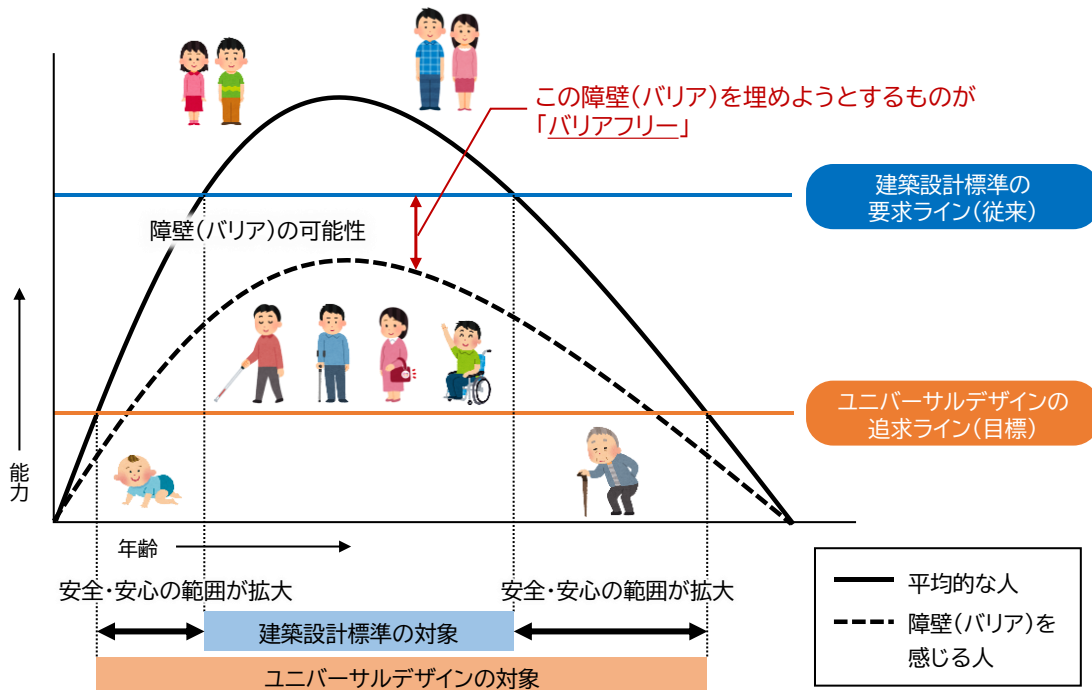 この障壁(バリア)を埋めようとするものが
「バリアフリー」
建築設計標準の
要求ライン(従来)
障壁(バリア)の可能性
ユニバーサルデザインの
追求ライン(目標)
能力
年齢
安全・安心の範囲が拡大
安全・安心の範囲が拡大
建築設計標準の対象
ユニバーサルデザインの対象
平均的な人
障壁(バリア)を
感じる人